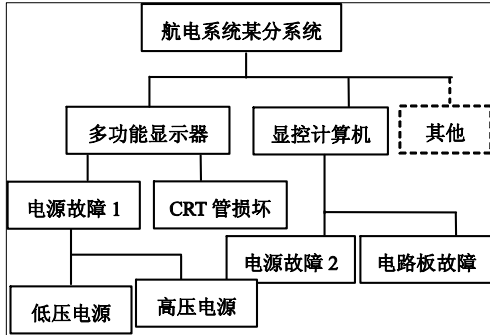 航电系统某分系统
多功能显示器
显控计算机
其他
电源故障 1
CRT 管损坏
电源故障 2
电路板故障
低压电源
高压电源